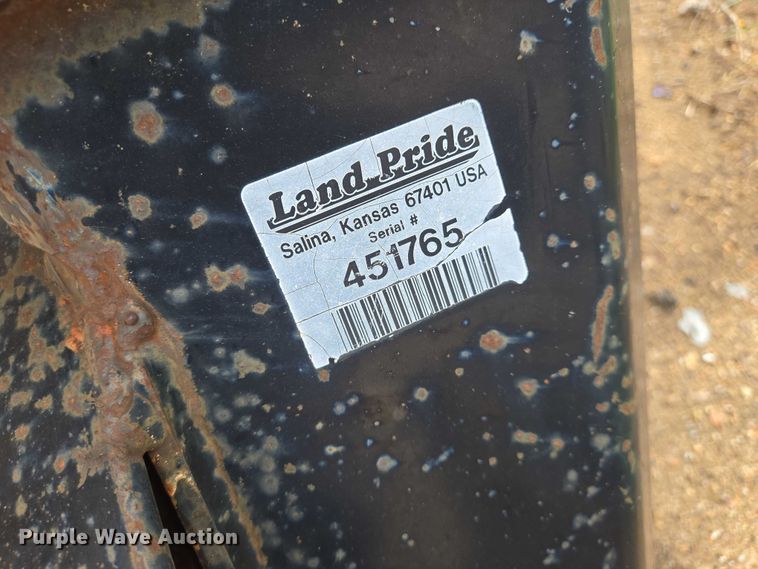 Land Pride
Salina, Kansas 67401 USA
Serial #
451765
Purple Wave Auction